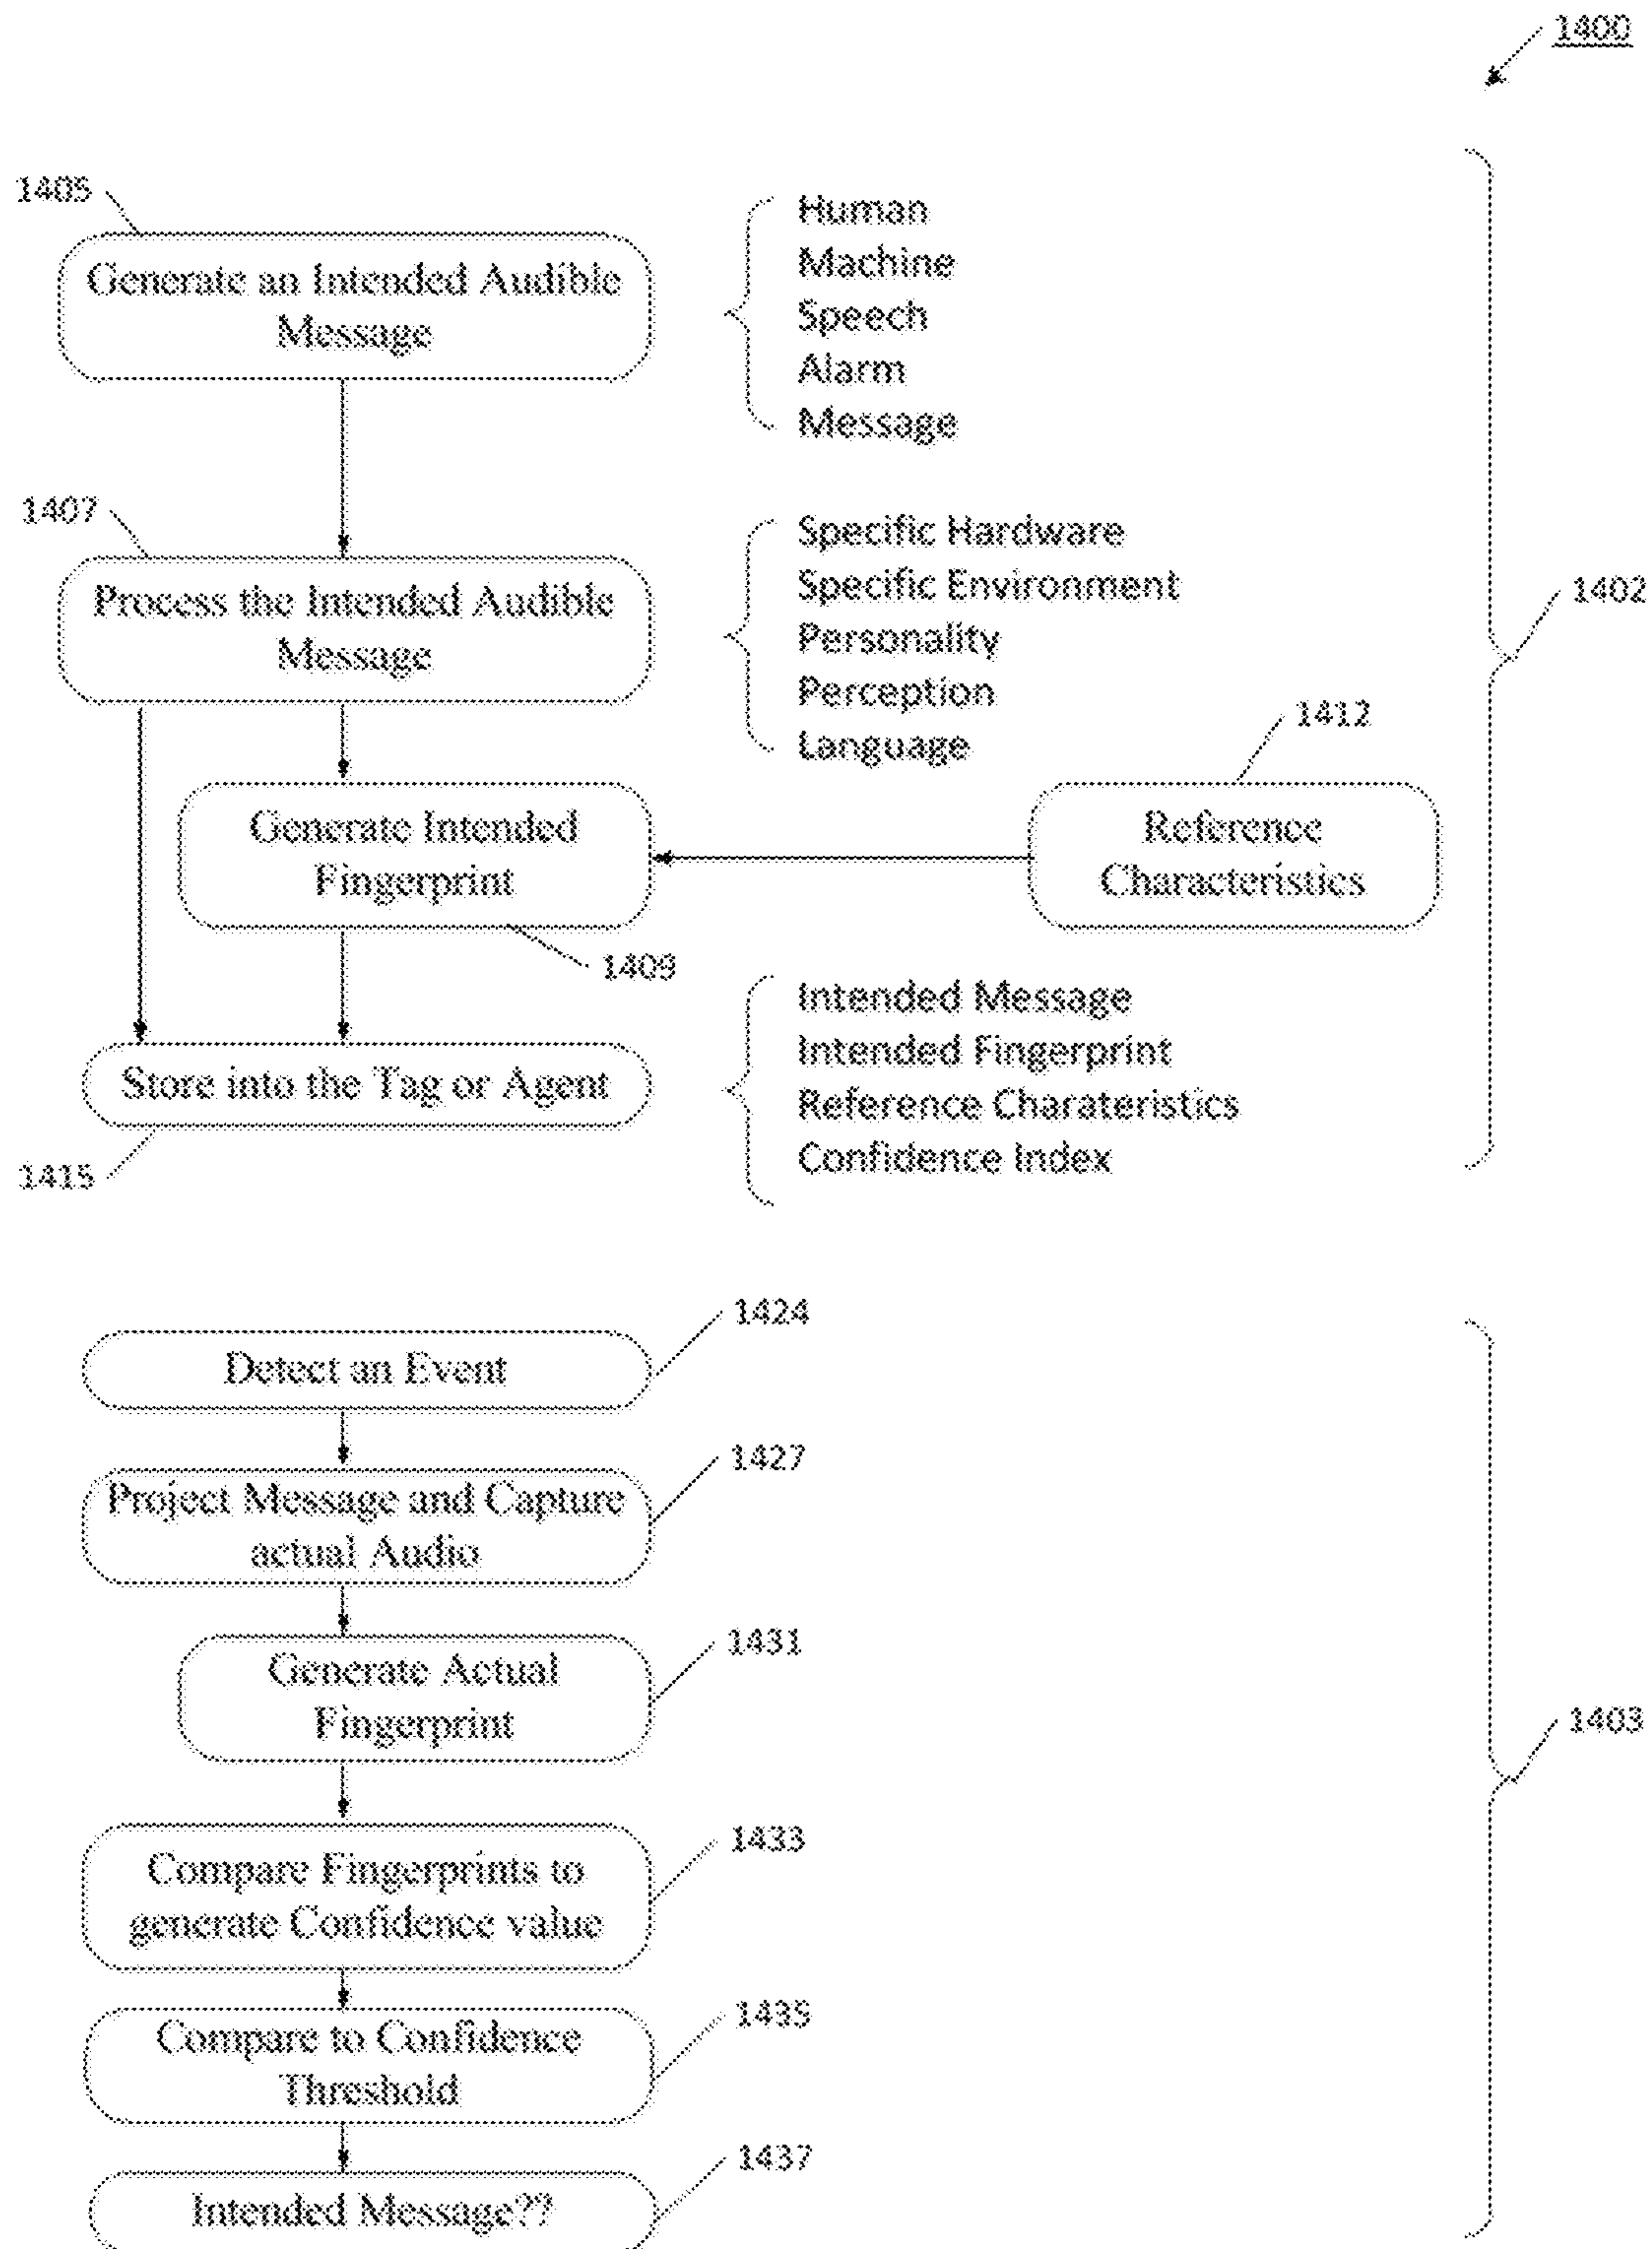 1400
1405
Generate an Intended Audible
Message
Human
Machine
Speech
Alarm
Message
1407
Process the Intended Audible
Message
Specific Hardware
Specific Environment
Personality
Perception
Language
1402
1412
Generate Intended
Fingerprint
Reference
Characteristics
1409
Store into the Tag or Agent
Intended Message
Intended Fingerprint
Reference Charateristics
Confidence Index
1415
1424
Detect an Event
1427
Project Message and Capture
actual Audio
1431
Generate Actual
Fingerprint
1403
1433
Compare Fingerprints to
generate Confidence value
1435
Compare to Confidence
Threshold
1437
Intended Message??